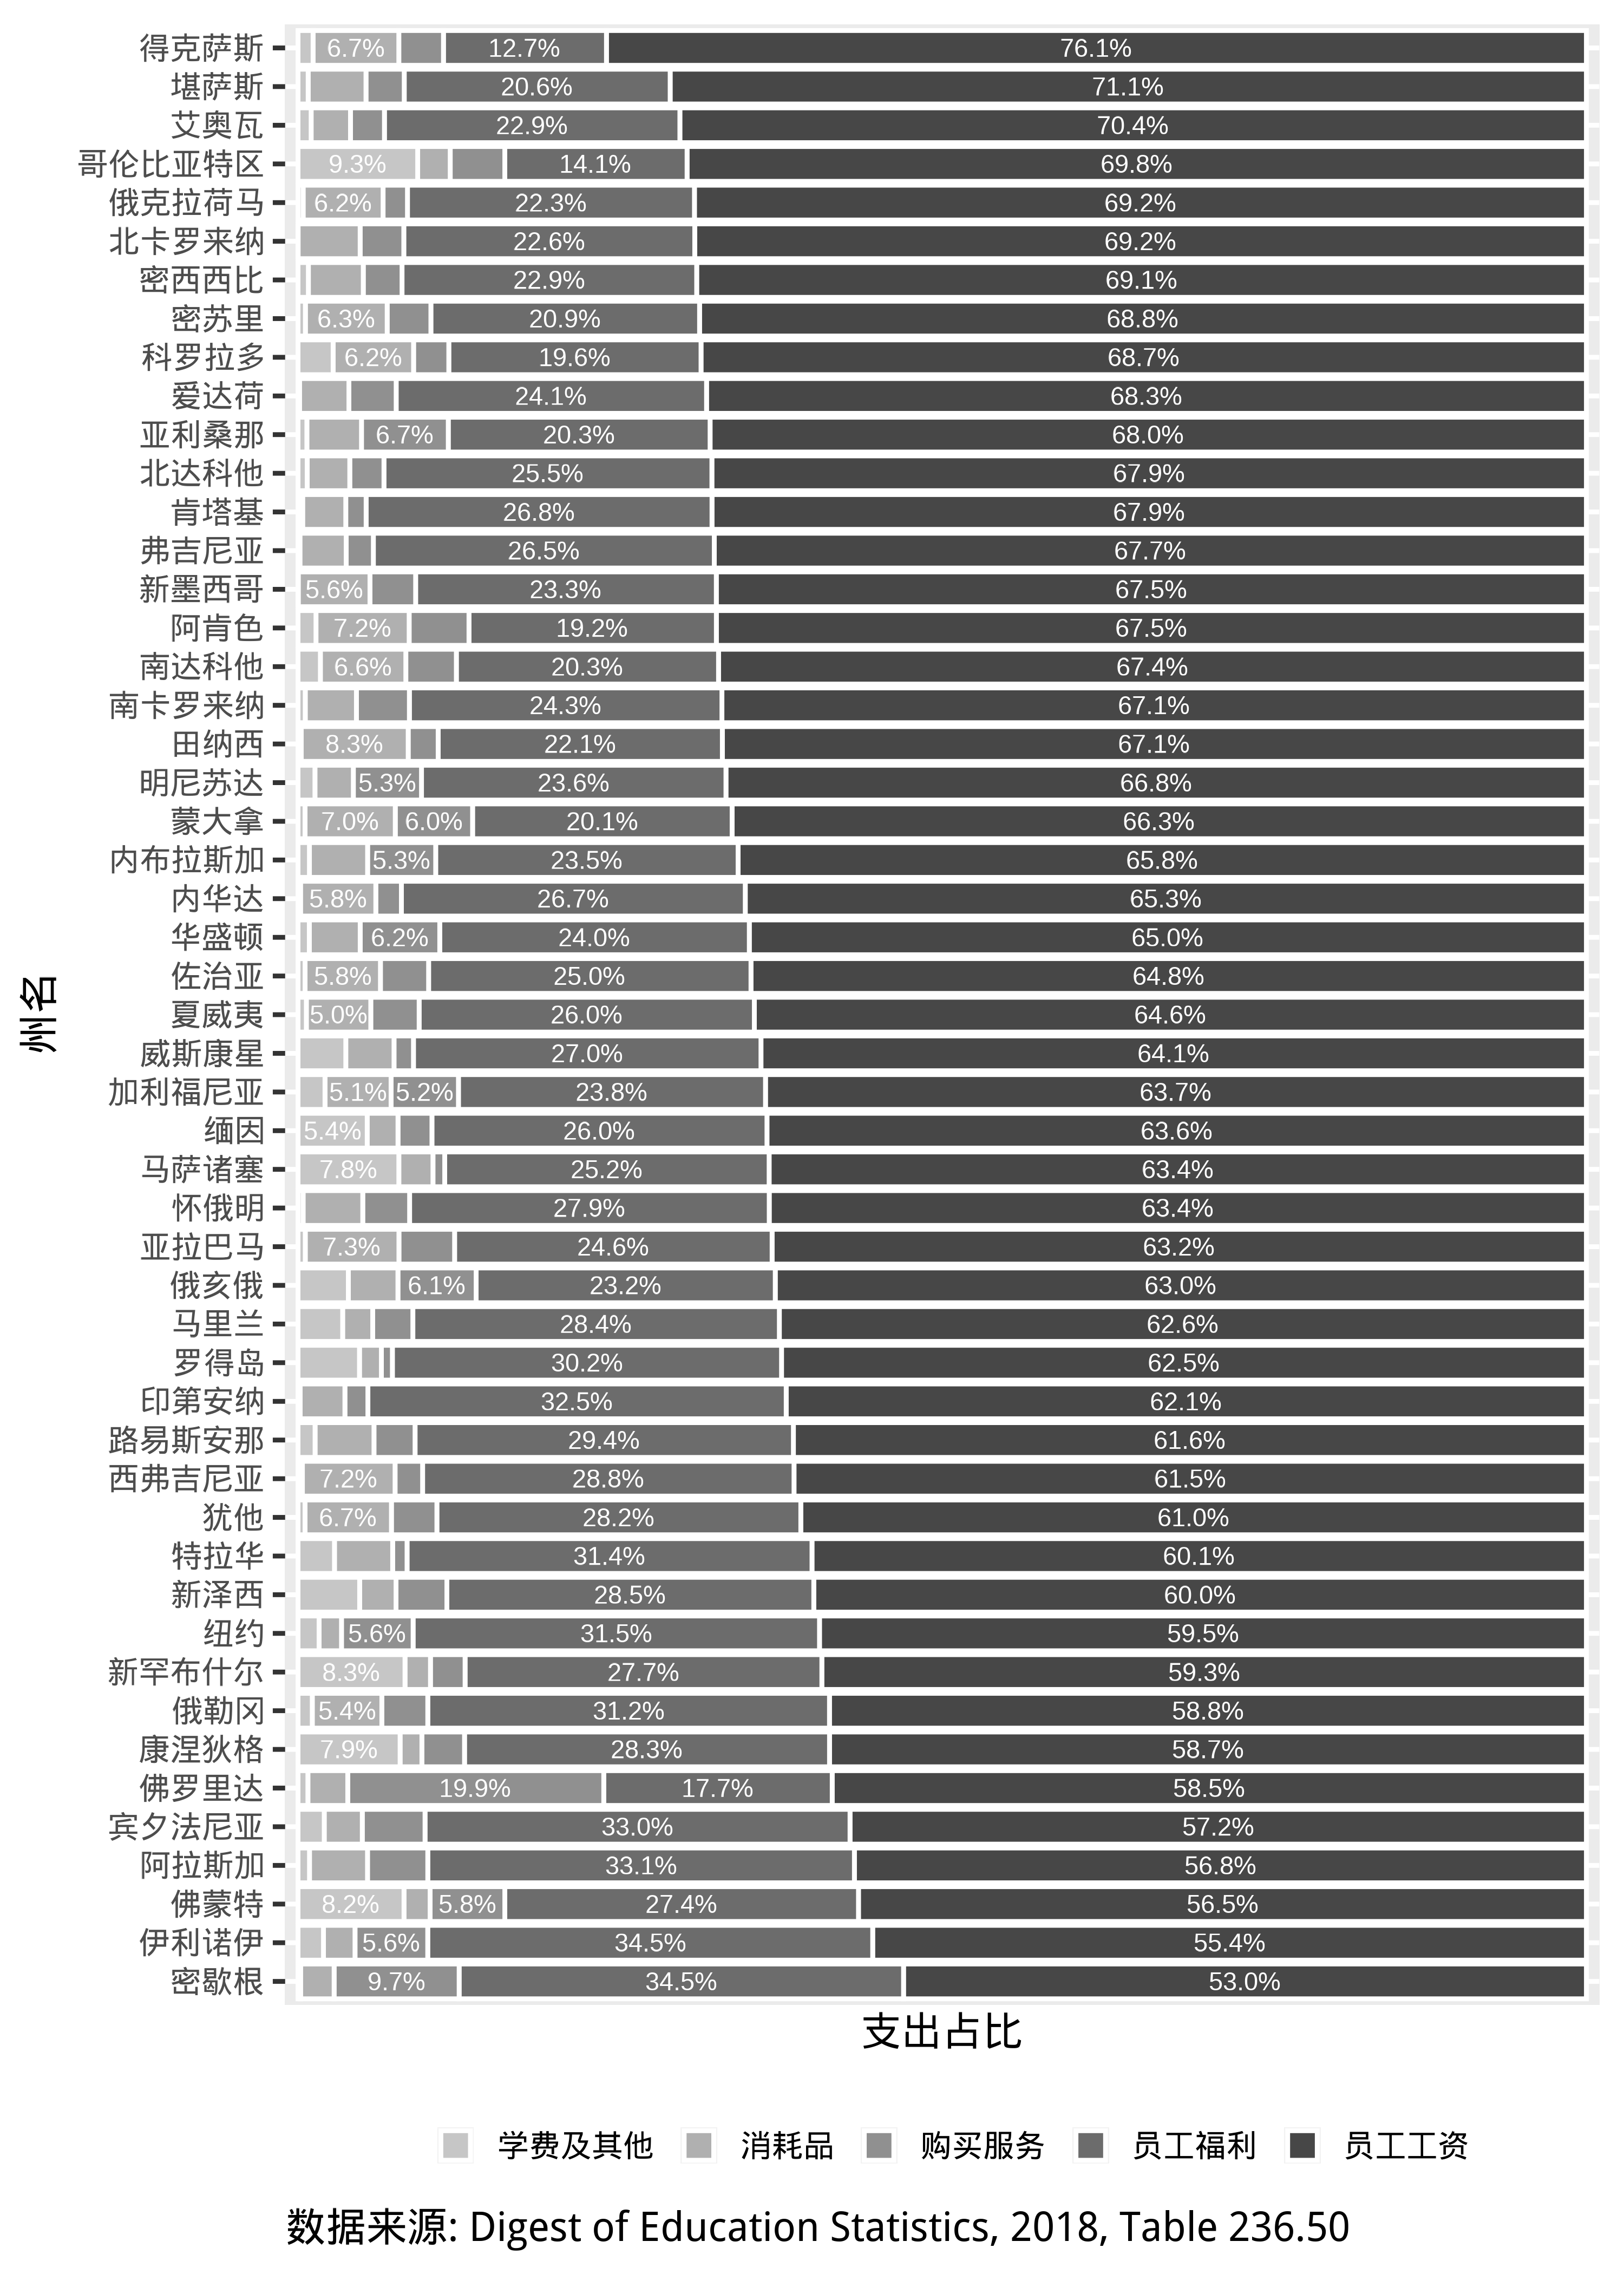 得克萨斯 6.7% 12.7% 76.1%
堪萨斯 20.6% 71.1%
艾奥瓦 22.9% 70.4%
哥伦比亚特区 9.3% 14.1% 69.8%
俄克拉荷马 6.2% 22.3% 69.2%
北卡罗来纳 22.6% 69.2%
密西西比 22.9% 69.1%
密苏里 6.3% 20.9% 68.8%
科罗拉多 6.2% 19.6% 68.7%
爱达荷 24.1% 68.3%
亚利桑那 6.7% 20.3% 68.0%
北达科他 25.5% 67.9%
肯塔基 26.8% 67.9%
弗吉尼亚 26.5% 67.7%
新墨西哥 5.6% 23.3% 67.5%
阿肯色 7.2% 19.2% 67.5%
南达科他 6.6% 20.3% 67.4%
南卡罗来纳 24.3% 67.1%
田纳西 8.3% 22.1% 67.1%
明尼苏达 5.3% 23.6% 66.8%
蒙大拿 7.0% 6.0% 20.1% 66.3%
内布拉斯加 5.3% 23.5% 65.8%
内华达 5.8% 26.7% 65.3%
华盛顿 6.2% 24.0% 65.0%
佐治亚 5.8% 25.0% 64.8%
夏威夷 5.0% 26.0% 64.6%
威斯康星 27.0% 64.1%
加利福尼亚 5.1% 5.2% 23.8% 63.7%
缅因 5.4% 26.0% 63.6%
马萨诸塞 7.8% 25.2% 63.4%
怀俄明 27.9% 63.4%
亚拉巴马 7.3% 24.6% 63.2%
俄亥俄 6.1% 23.2% 63.0%
马里兰 28.4% 62.6%
罗得岛 30.2% 62.5%
印第安纳 32.5% 62.1%
路易斯安那 29.4% 61.6%
西弗吉尼亚 7.2% 28.8% 61.5%
犹他 6.7% 28.2% 61.0%
特拉华 31.4% 60.1%
新泽西 28.5% 60.0%
纽约 5.6% 31.5% 59.5%
新罕布什尔 8.3% 27.7% 59.3%
俄勒冈 5.4% 31.2% 58.8%
康涅狄格 7.9% 28.3% 58.7%
佛罗里达 19.9% 17.7% 58.5%
宾夕法尼亚 33.0% 57.2%
阿拉斯加 33.1% 56.8%
佛蒙特 8.2% 5.8% 27.4% 56.5%
伊利诺伊 5.6% 34.5% 55.4%
密歇根 9.7% 34.5% 53.0%
州名
支出占比
学费及其他 消耗品 购买服务 员工福利 员工工资
数据来源: Digest of Education Statistics, 2018, Table 236.50